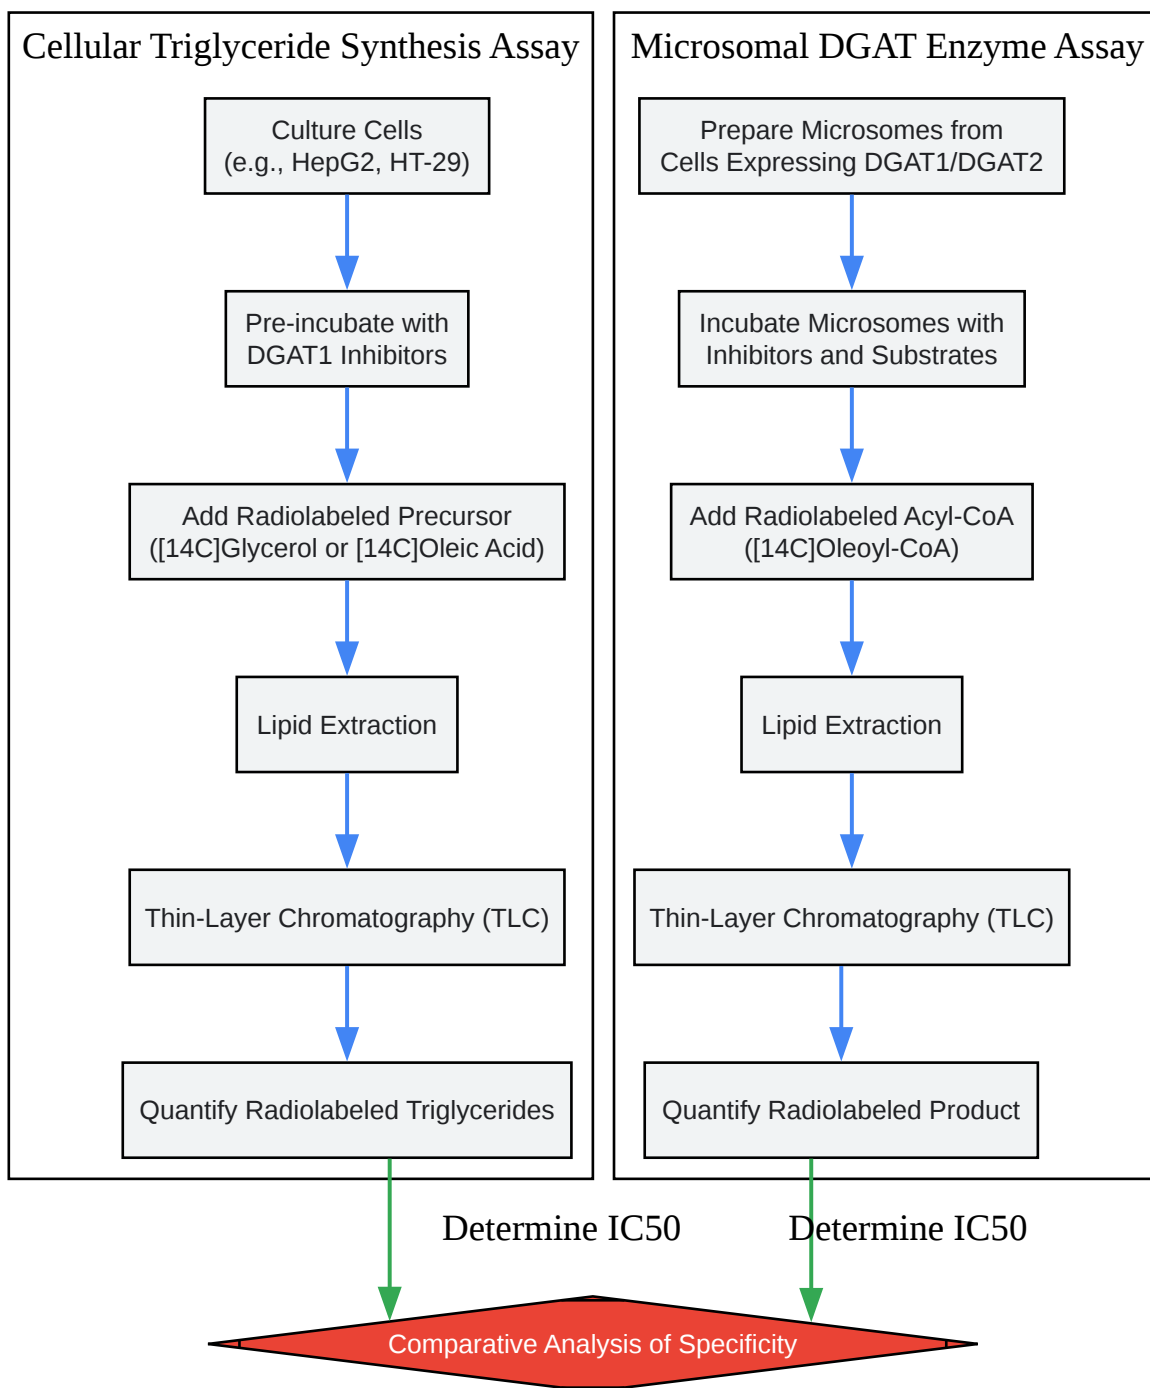 Cellular Triglyceride Synthesis Assay
Culture Cells
(e.g., HepG2, HT-29)
Pre-incubate with
DGAT1 Inhibitors
Add Radiolabeled Precursor
([14C]Glycerol or [14C]Oleic Acid)
Lipid Extraction
Thin-Layer Chromatography (TLC)
Quantify Radiolabeled Triglycerides
Determine IC50
Microsomal DGAT Enzyme Assay
Prepare Microsomes from
Cells Expressing DGAT1/DGAT2
Incubate Microsomes with
Inhibitors and Substrates
Add Radiolabeled Acyl-CoA
([14C]Oleoyl-CoA)
Lipid Extraction
Thin-Layer Chromatography (TLC)
Quantify Radiolabeled Product
Determine IC50
Comparative Analysis of Specificity